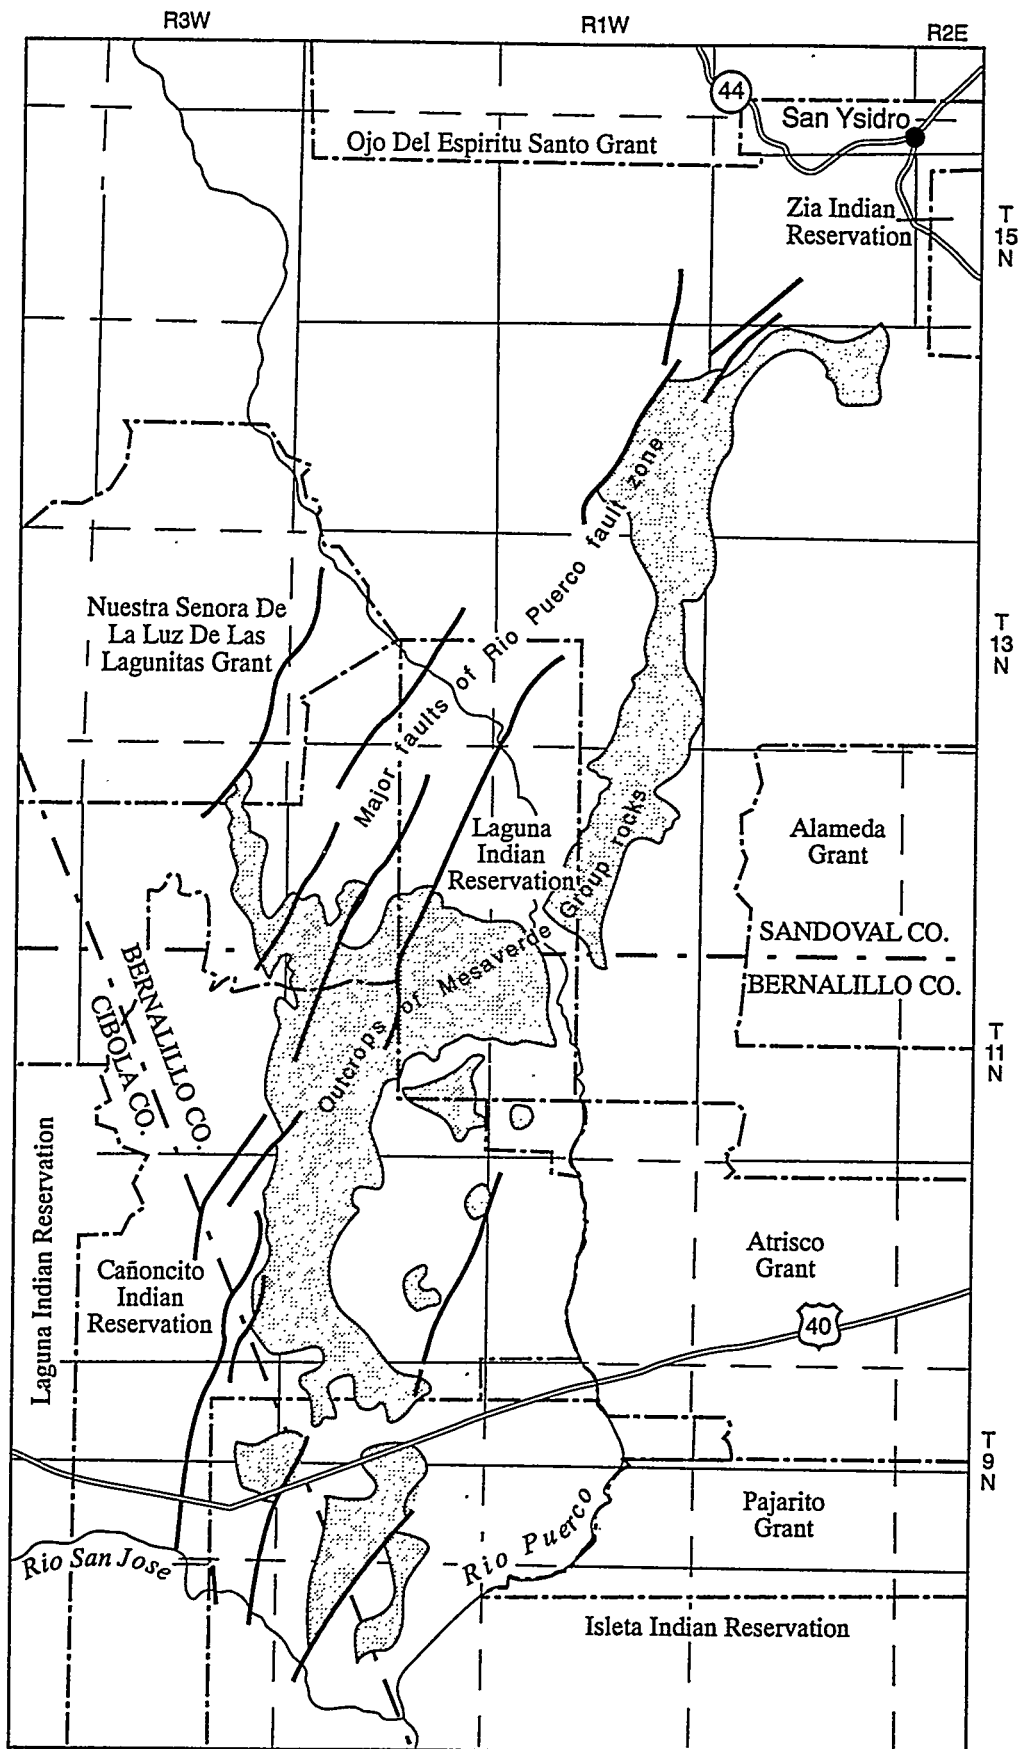 R3W
R1W
R2E
44
San Ysidro
Ojo Del Espiritu Santo Grant
Zia Indian
Reservation
T
15
N
Major faults of Rio Puerco fault zone
Nuestra Senora De
La Luz De Las
Lagunitas Grant
T
13
N
Laguna
Indian
Reservation
Outcrops of Mesaverde Group rocks
Alameda
Grant
SANDOVAL CO.
BERNALILLO CO.
BERNALILLO CO.
CIBOLA CO.
T
11
N
Laguna Indian Reservation
Cañoncito
Indian
Reservation
Atrisco
Grant
40
T
9
N
Pajarito
Grant
Rio San Jose
Rio Puerco
Isleta Indian Reservation